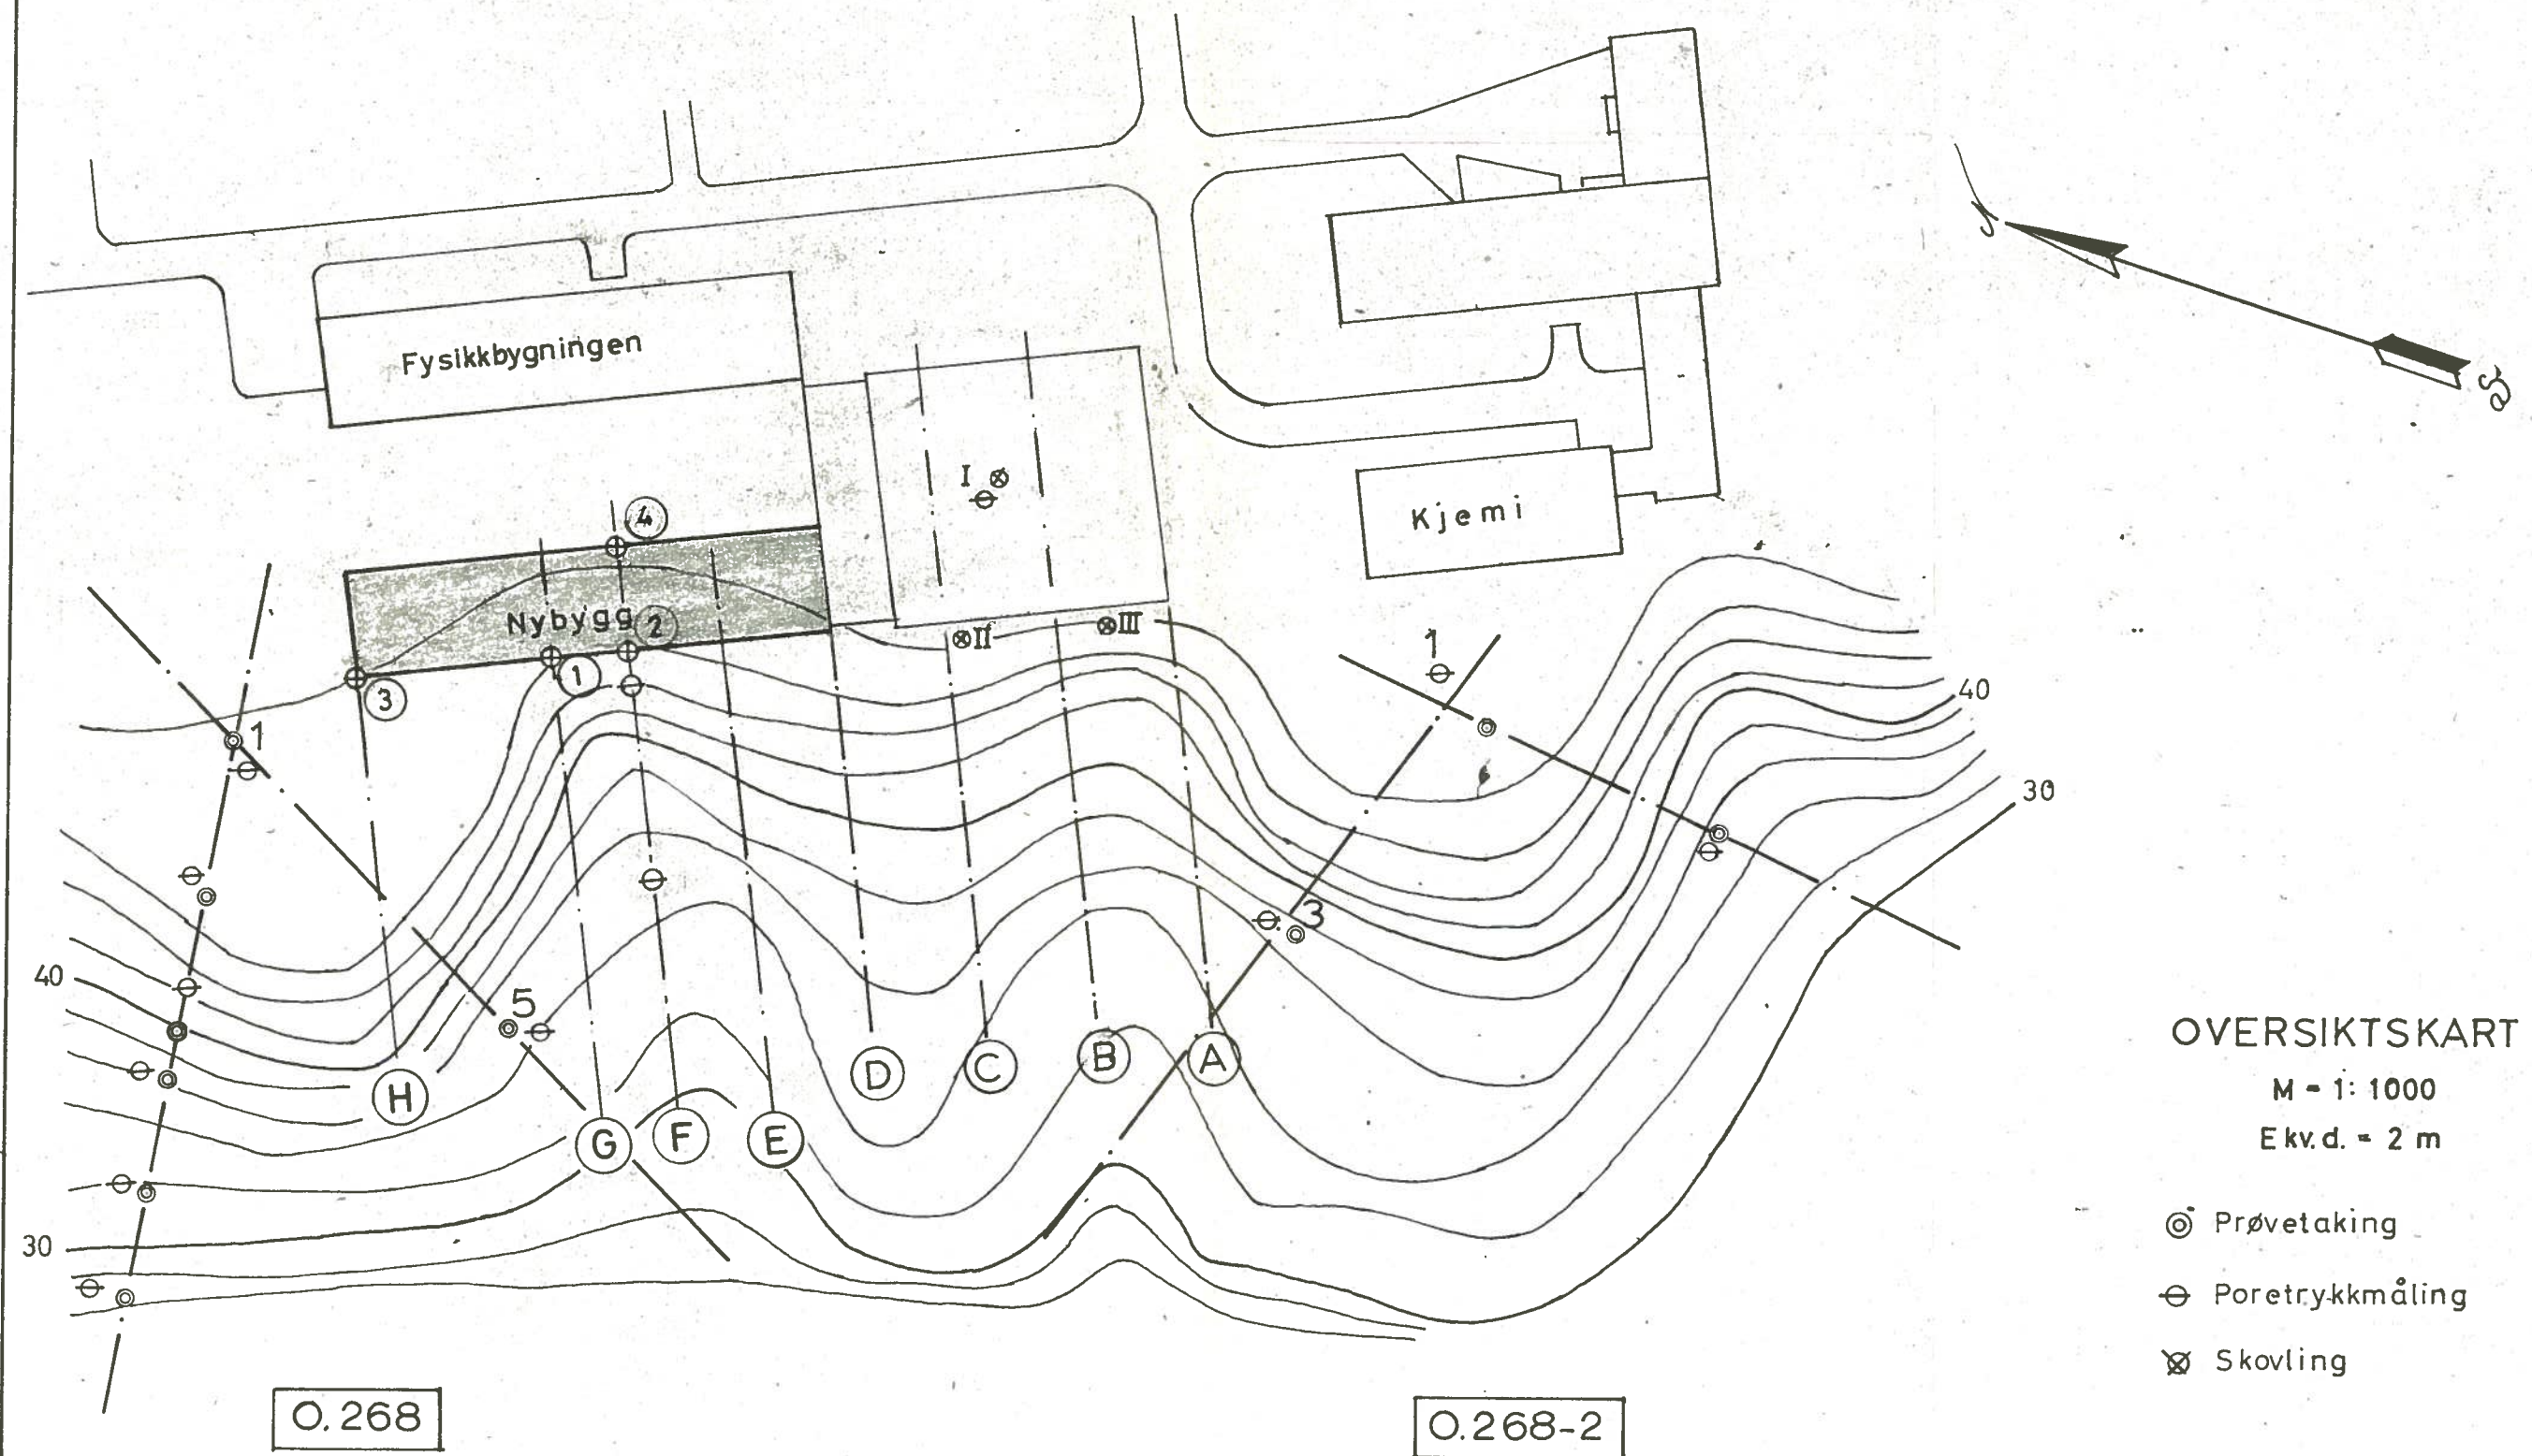 N
Fysikkbygningen
S
I
4
Kjemi
Nybygg
2
II
III
1
1
3
40
1
30
3
40
5
D
C
B
A
H
G
F
E
30
OVERSIKTSKART
M = 1: 1000
Ekv.d. = 2 m
Prøvetaking
Poretrykkmåling
Skovling
O.268
O.268-2